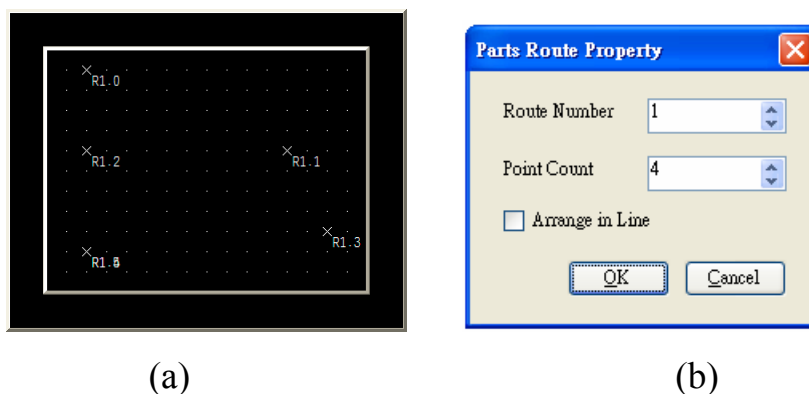 R1.0
R1.2
R1.1
R1.3
Parts Route Property
Route Number 1
Point Count 4
Arrange in Line
OK Cancel
(a) (b)